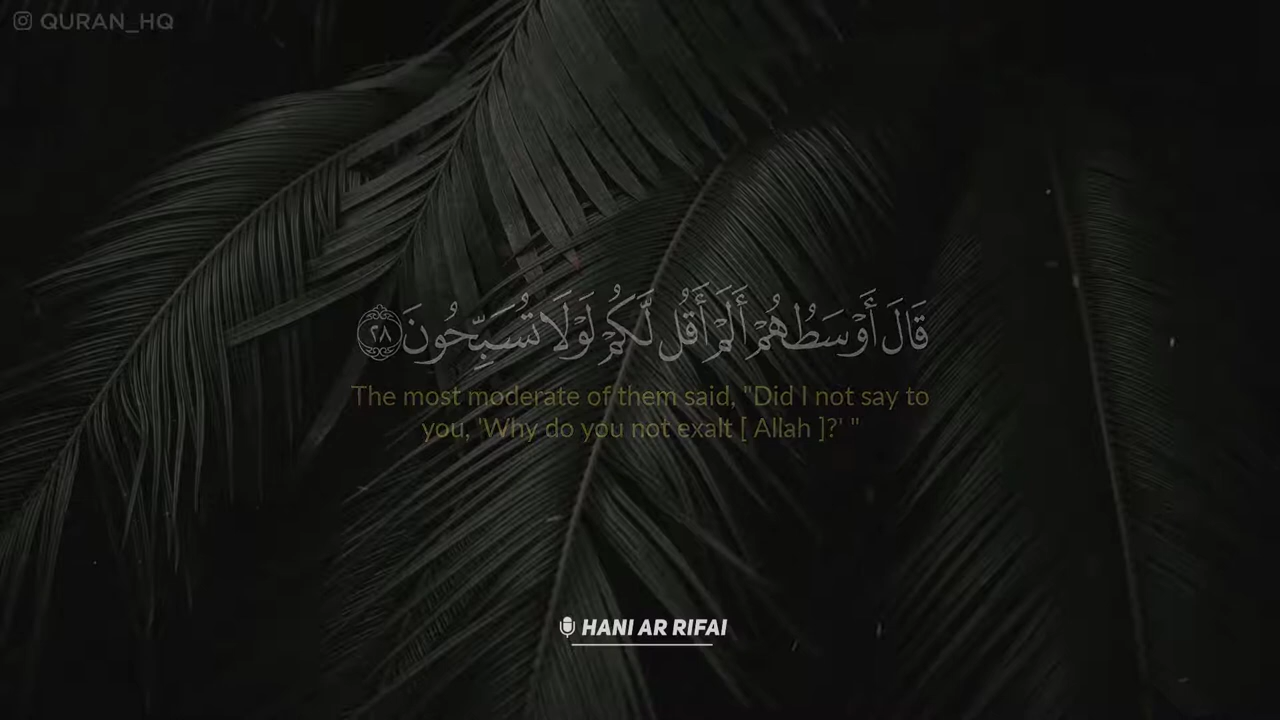 QURAN_HQ
قَالَ أَوْسَطُهُمْ أَلَمْ أَقُل لَّكُمْ لَوْلَا تُسَبِّحُونَ ٢٨
The most moderate of them said, "Did I not say to
you, 'Why do you not exalt [ Allah ]?' "
HANI AR RIFAI